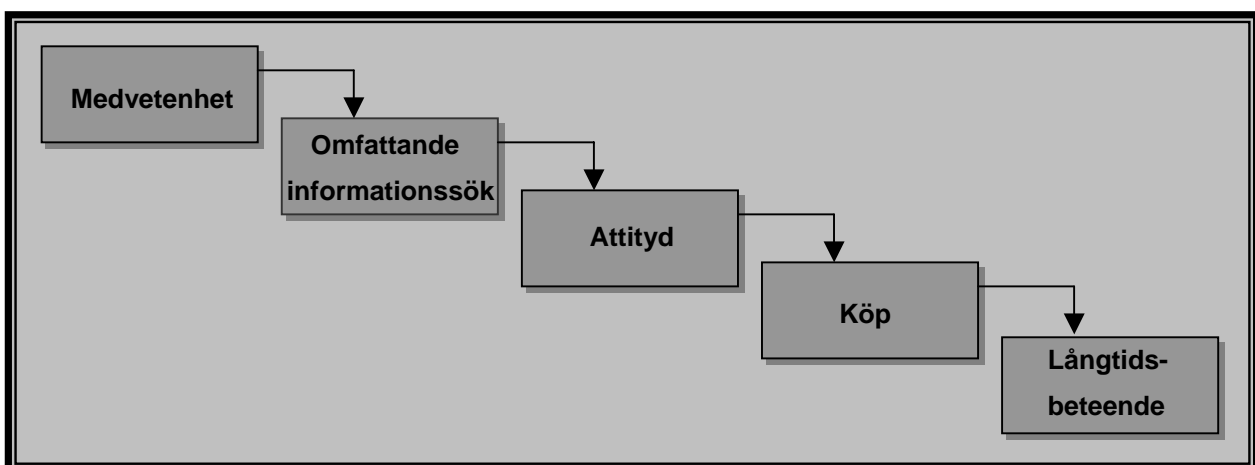 Medvetenhet
Omfattande
informationssök
Attityd
Köp
Långtids-
beteende